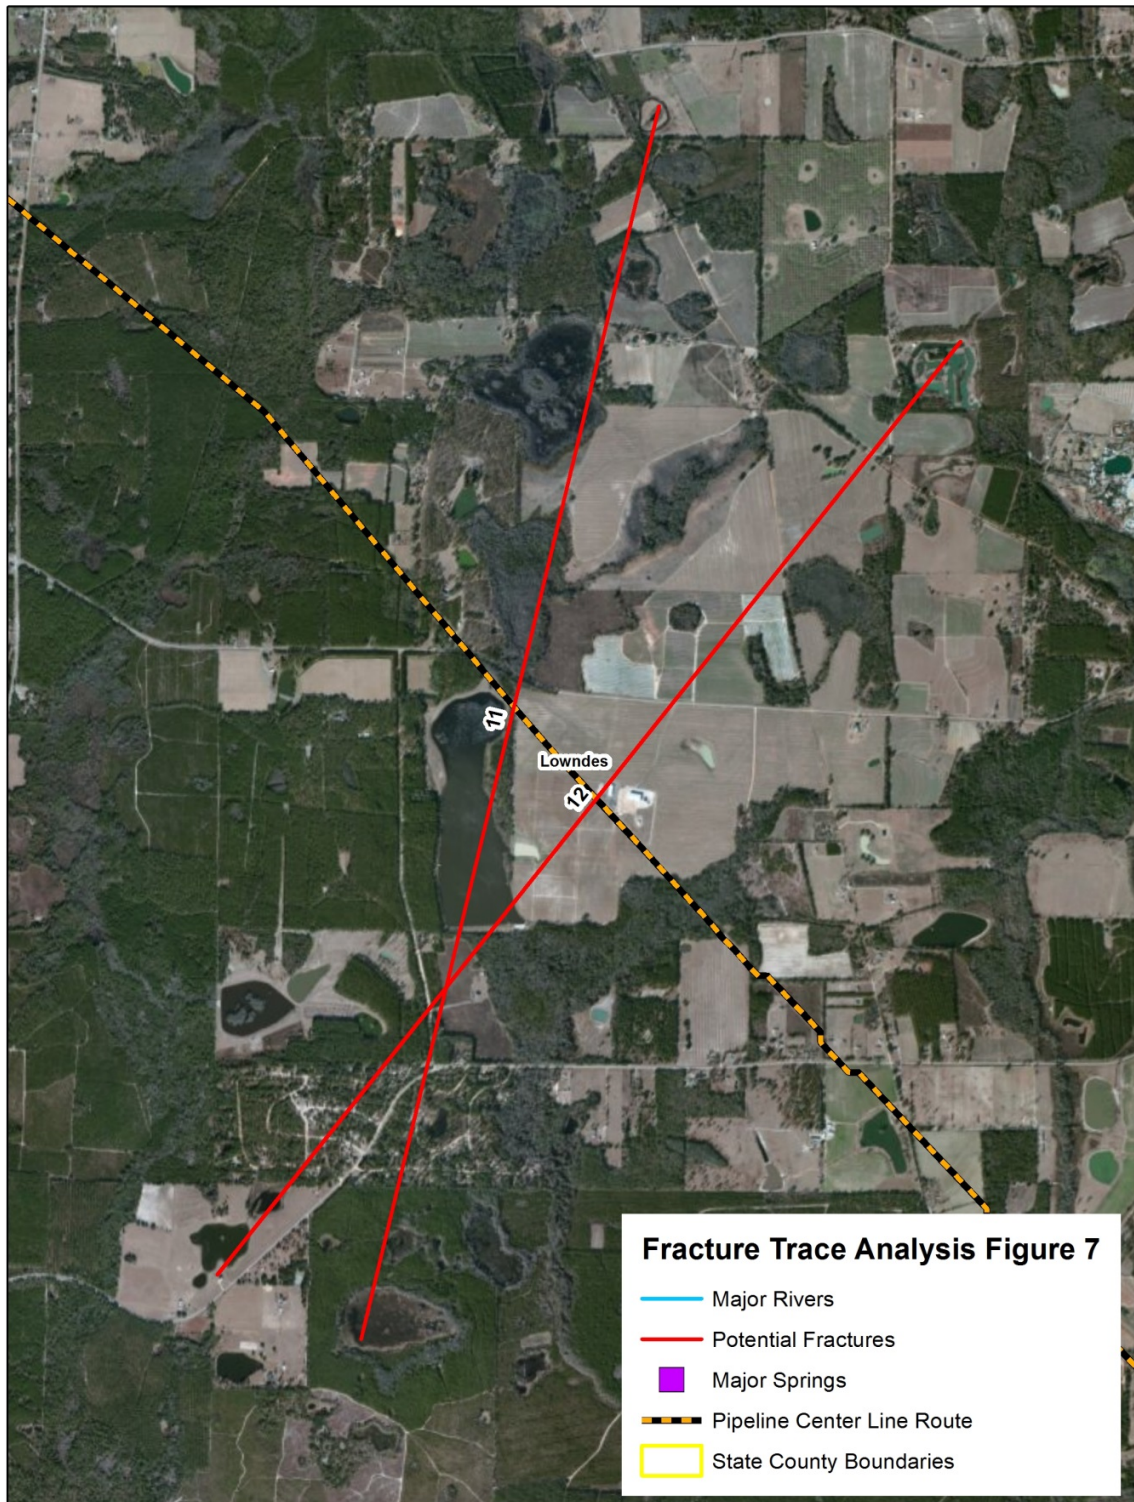 11
Lowndes
12
Fracture Trace Analysis Figure 7
Major Rivers
Potential Fractures
Major Springs
Pipeline Center Line Route
State County Boundaries